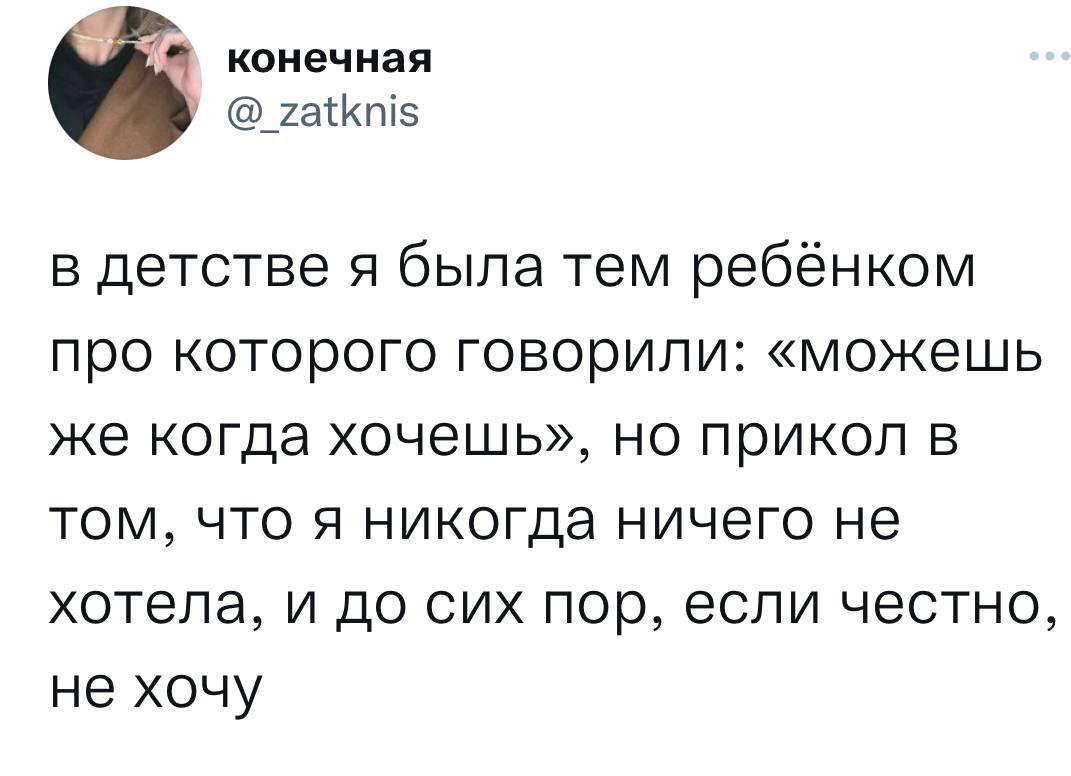 конечная
@_zatknis
в детстве я была тем ребёнком
про которого говорили: «можешь
же когда хочешь», но прикол в
том, что я никогда ничего не
хотела, и до сих пор, если честно,
не хочу